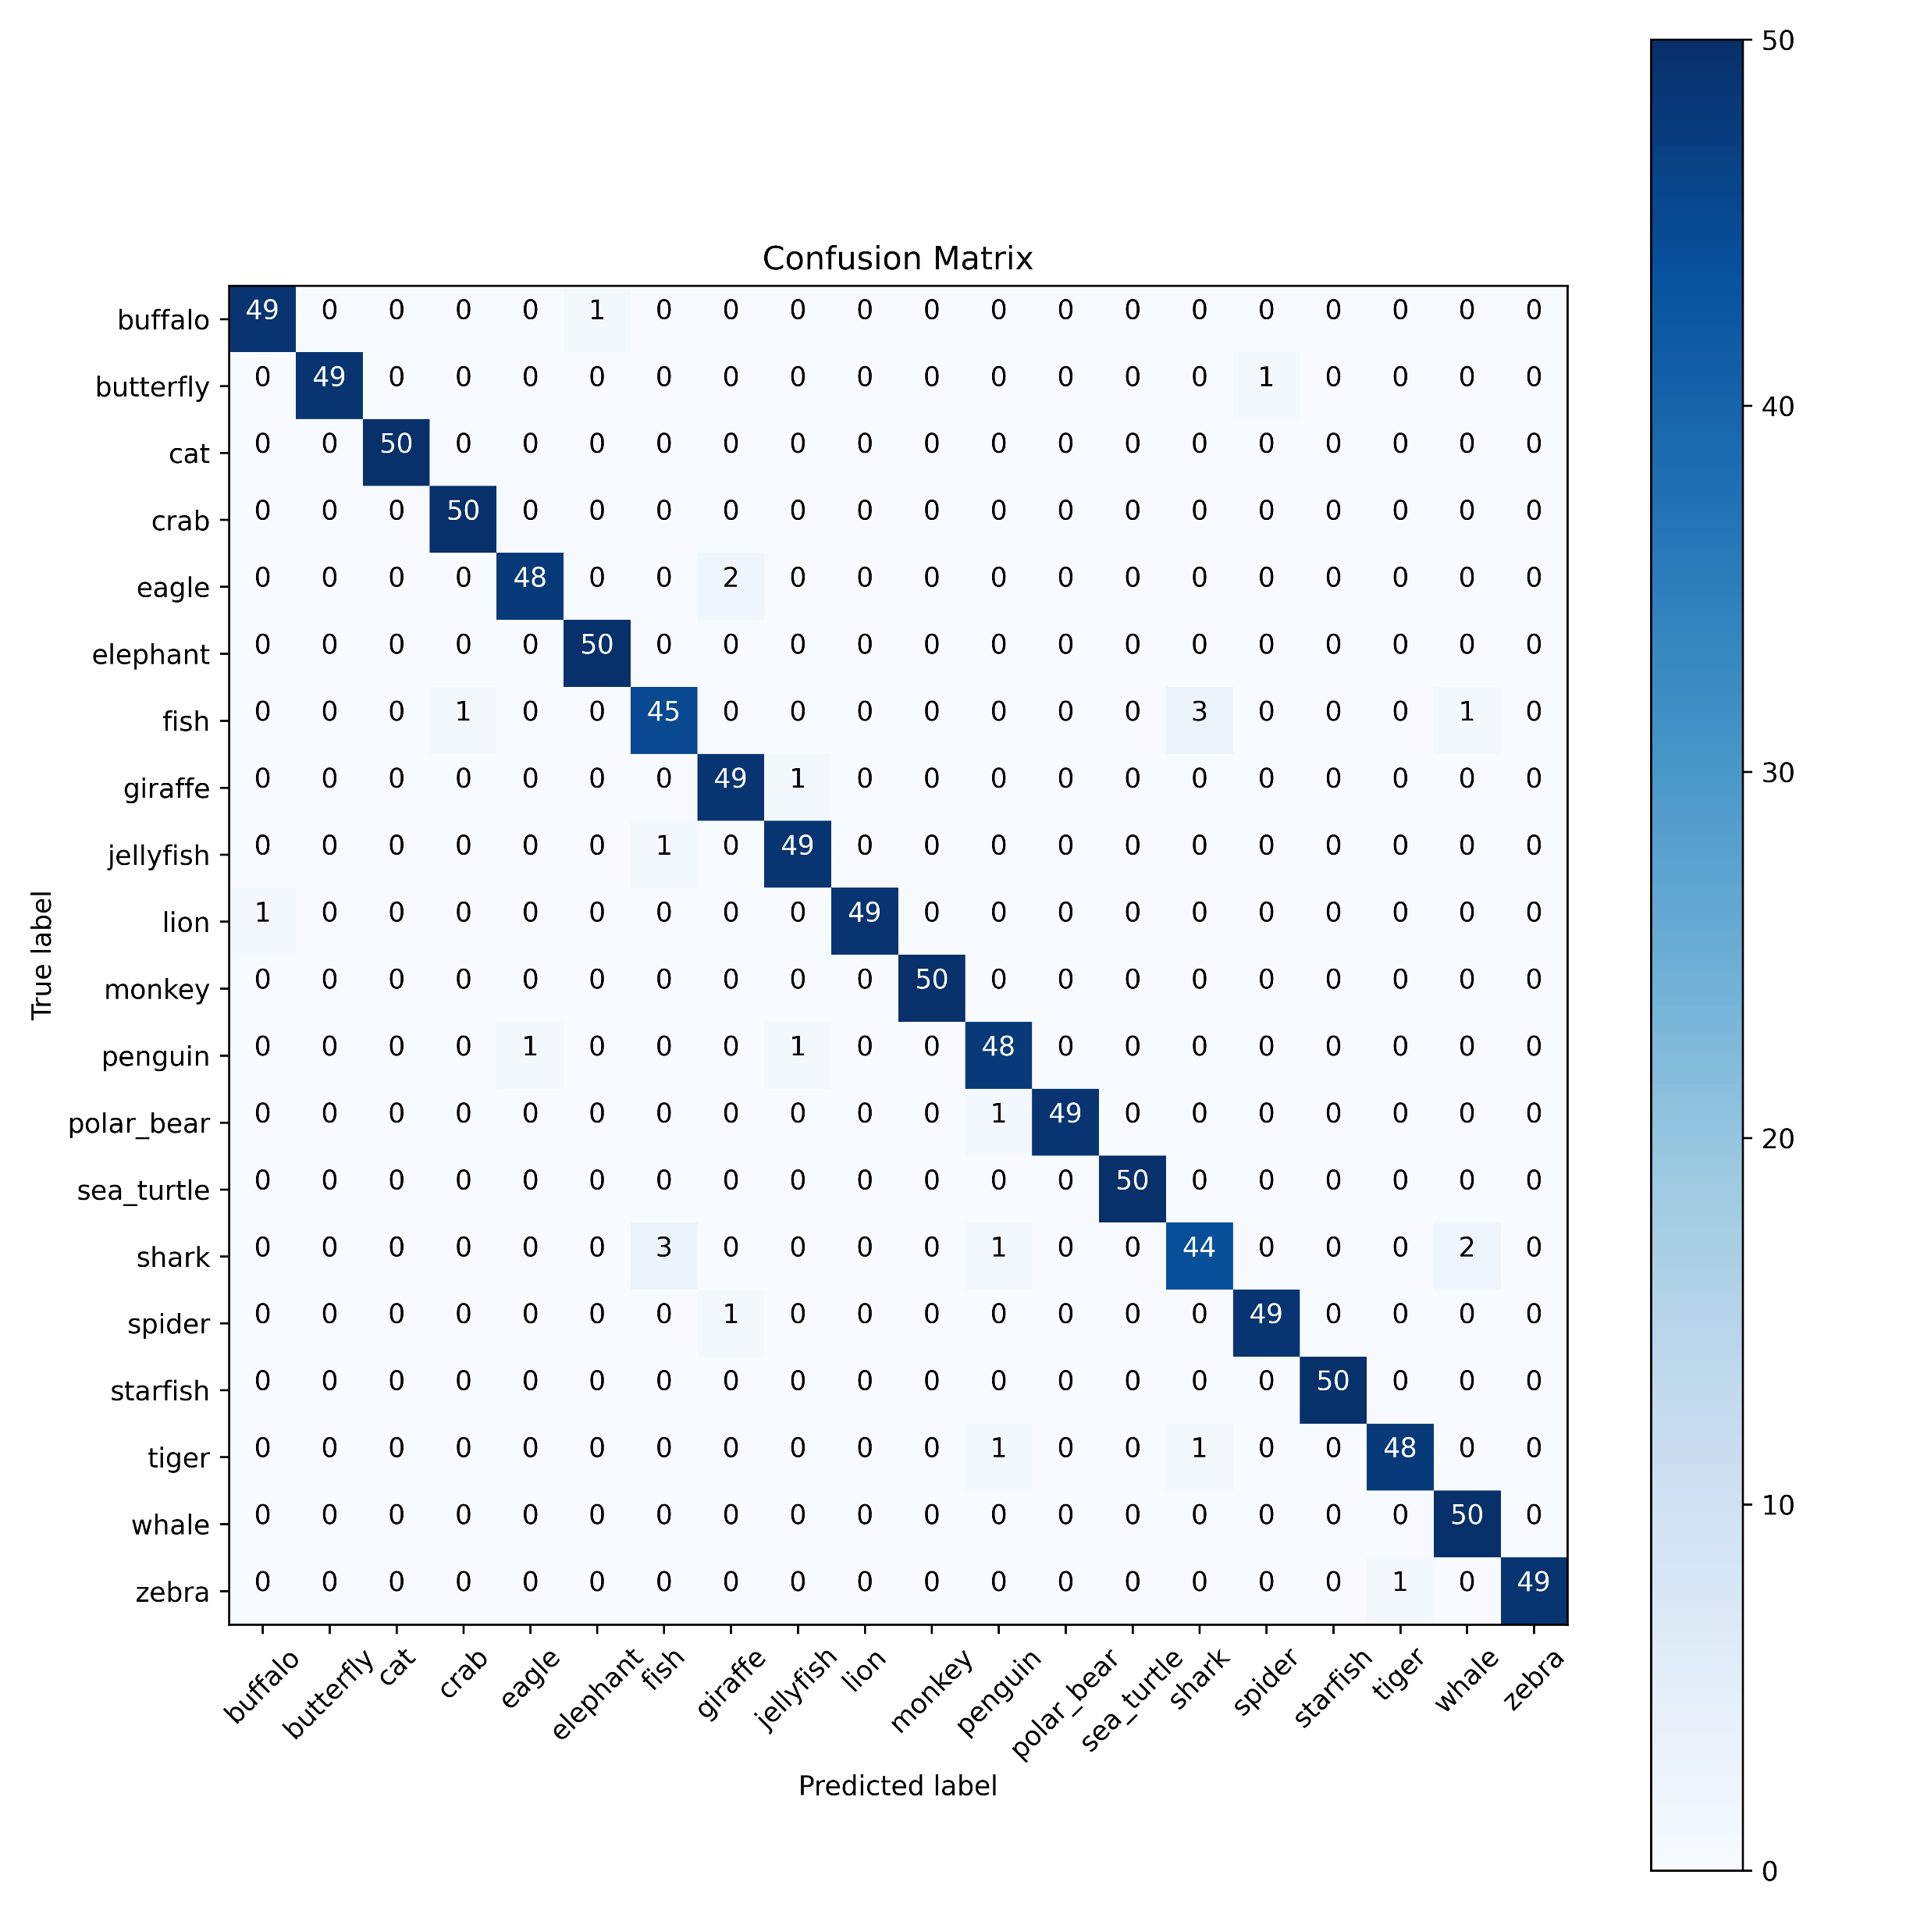 Confusion Matrix
buffalo 49 0 0 0 0 1 0 0 0 0 0 0 0 0 0 0 0 0 0 0
butterfly 0 49 0 0 0 0 0 0 0 0 0 0 0 0 0 1 0 0 0 0
cat 0 0 50 0 0 0 0 0 0 0 0 0 0 0 0 0 0 0 0 0
crab 0 0 0 50 0 0 0 0 0 0 0 0 0 0 0 0 0 0 0 0
eagle 0 0 0 0 48 0 0 2 0 0 0 0 0 0 0 0 0 0 0 0
elephant 0 0 0 0 0 50 0 0 0 0 0 0 0 0 0 0 0 0 0 0
fish 0 0 0 1 0 0 45 0 0 0 0 0 0 0 3 0 0 0 1 0
giraffe 0 0 0 0 0 0 0 49 1 0 0 0 0 0 0 0 0 0 0 0
jellyfish 0 0 0 0 0 0 1 0 49 0 0 0 0 0 0 0 0 0 0 0
lion 1 0 0 0 0 0 0 0 0 49 0 0 0 0 0 0 0 0 0 0
monkey 0 0 0 0 0 0 0 0 0 0 50 0 0 0 0 0 0 0 0 0
penguin 0 0 0 0 1 0 0 0 1 0 0 48 0 0 0 0 0 0 0 0
polar_bear 0 0 0 0 0 0 0 0 0 0 0 1 49 0 0 0 0 0 0 0
sea_turtle 0 0 0 0 0 0 0 0 0 0 0 0 0 50 0 0 0 0 0 0
shark 0 0 0 0 0 0 3 0 0 0 0 1 0 0 44 0 0 0 2 0
spider 0 0 0 0 0 0 0 1 0 0 0 0 0 0 0 49 0 0 0 0
starfish 0 0 0 0 0 0 0 0 0 0 0 0 0 0 0 0 50 0 0 0
tiger 0 0 0 0 0 0 0 0 0 0 0 1 0 0 1 0 0 48 0 0
whale 0 0 0 0 0 0 0 0 0 0 0 0 0 0 0 0 0 0 50 0
zebra 0 0 0 0 0 0 0 0 0 0 0 0 0 0 0 0 0 1 0 49
buffalo butterfly cat crab eagle elephant fish giraffe jellyfish lion monkey penguin polar_bear sea_turtle shark spider starfish tiger whale zebra
Predicted label
True label
50
40
30
20
10
0